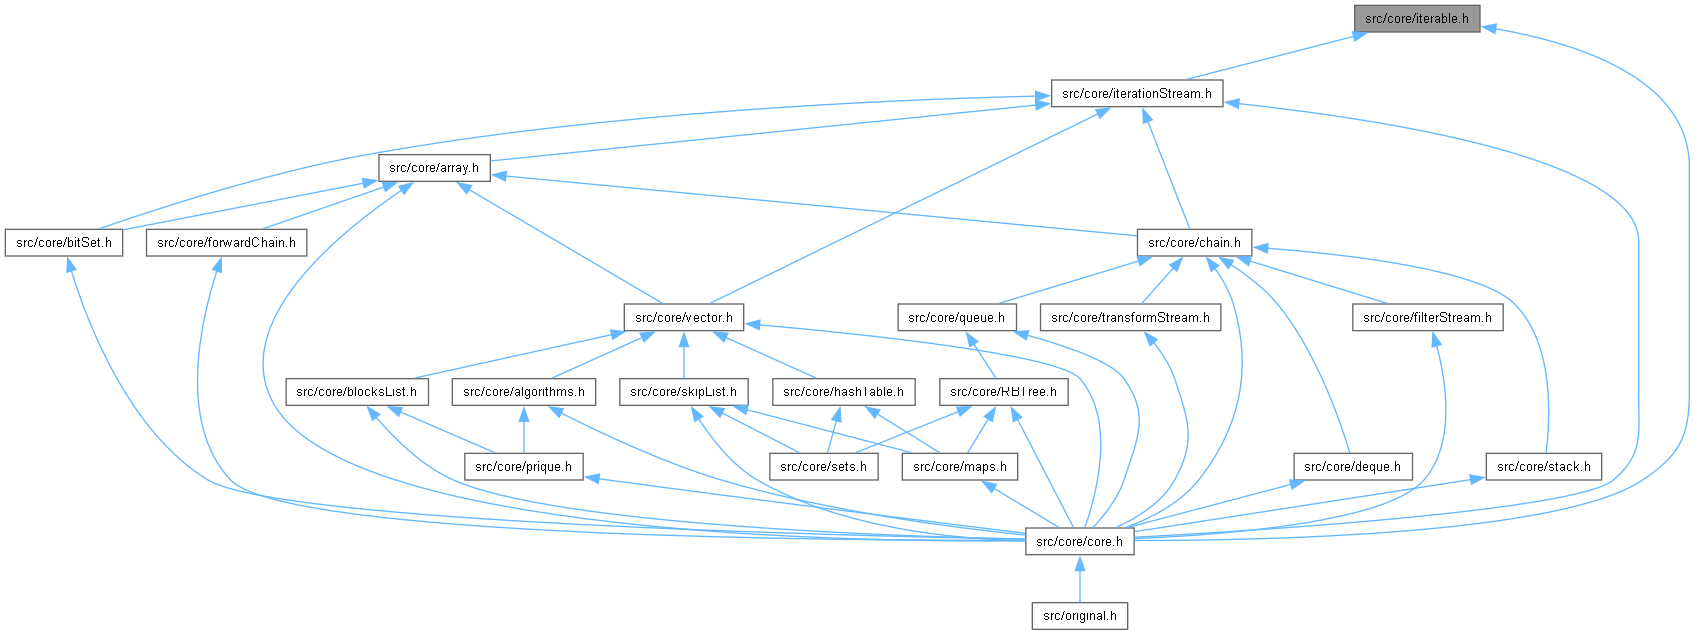 src/core/iterable.h
src/core/iterationStream.h
src/core/array.h
src/core/bitSet.h
src/core/forwardChain.h
src/core/chain.h
src/core/vector.h
src/core/queue.h
src/core/transformStream.h
src/core/filterStream.h
src/core/blocksList.h
src/core/algorithms.h
src/core/skipList.h
src/core/hashTable.h
src/core/RBTree.h
src/core/prique.h
src/core/sets.h
src/core/maps.h
src/core/deque.h
src/core/stack.h
src/core/core.h
src/original.h